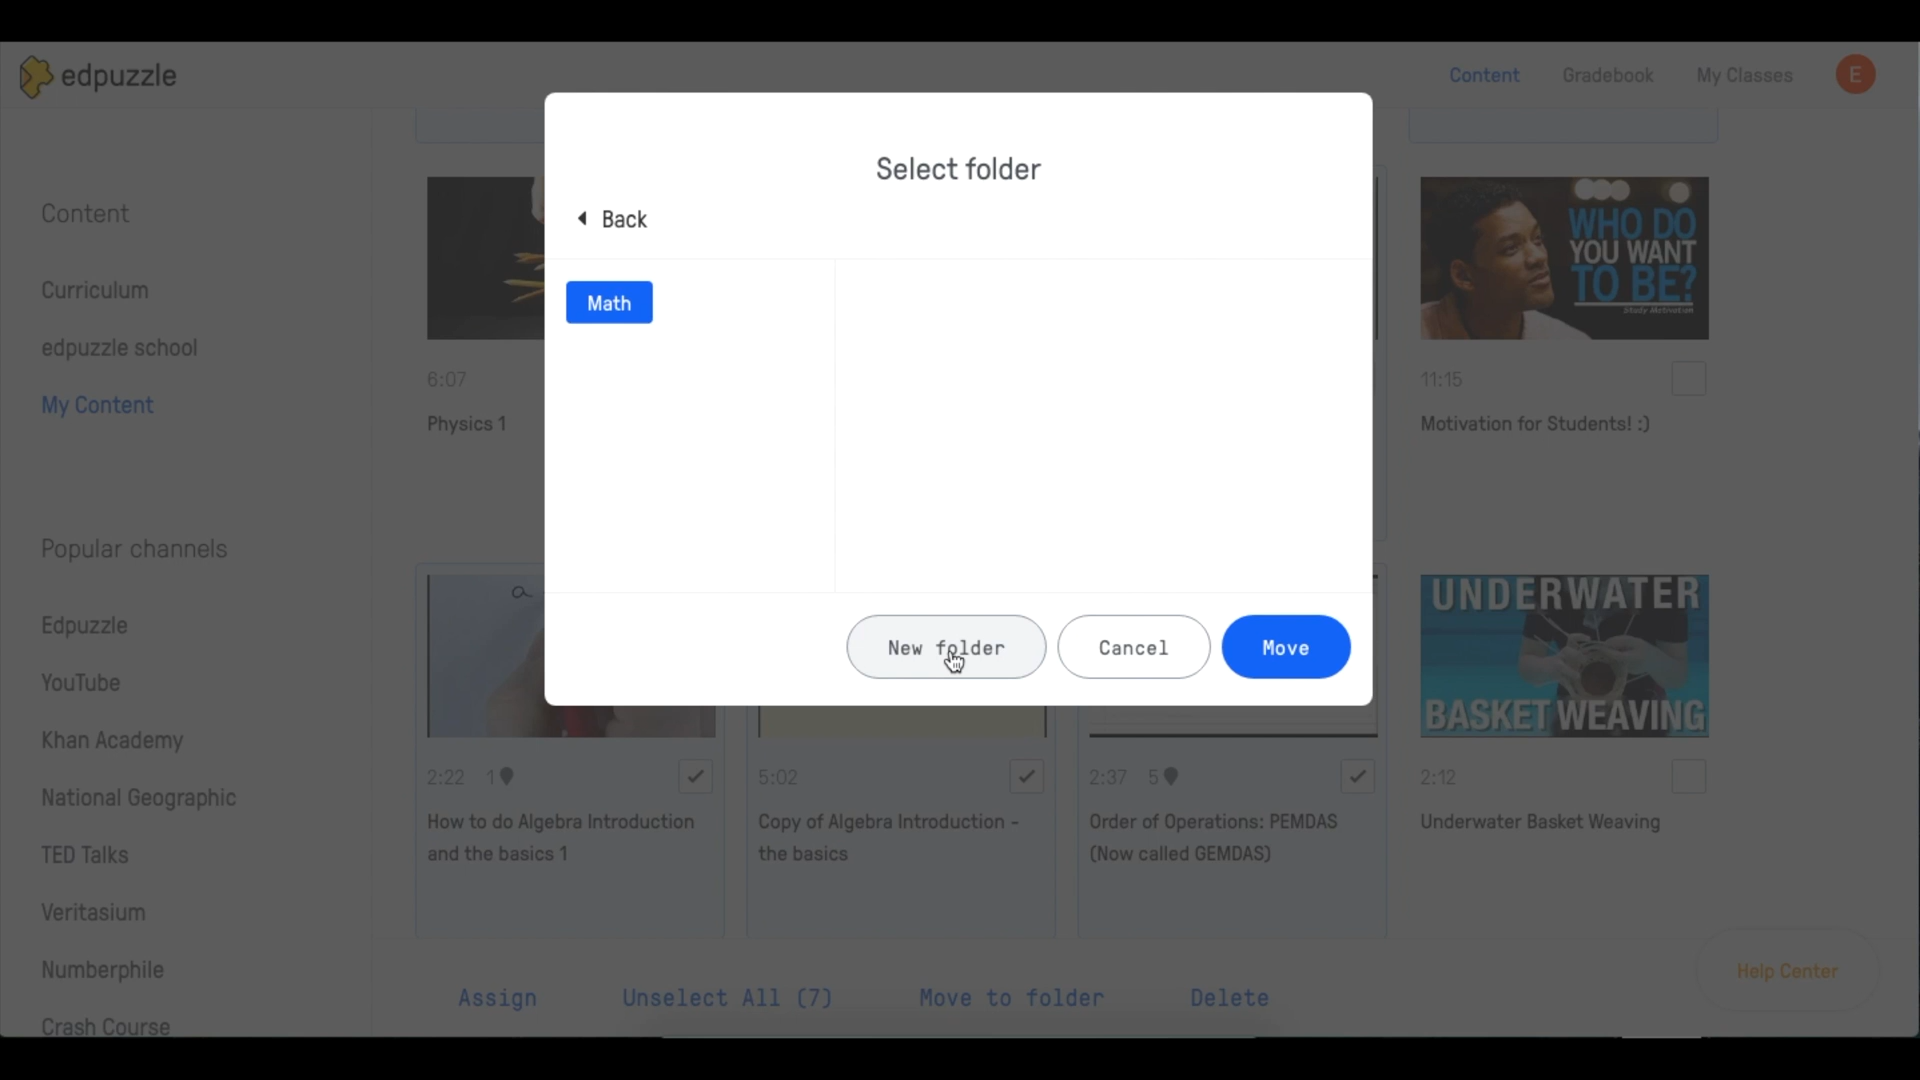 edpuzzle
Content
Gradebook
My Classes
E
Select folder
Back
Math
New folder
Cancel
Move
Content
Curriculum
edpuzzle school
My Content
Popular channels
Edpuzzle
YouTube
Khan Academy
National Geographic
TED Talks
Veritasium
Numberphile
Crash Course
6:07
Physics 1
WHO DO
YOU WANT
TO BE?
Study Motivation
11:15
Motivation for Students! :)
2:22 1
How to do Algebra Introduction
and the basics 1
5:02
Copy of Algebra Introduction -
the basics
2:37 5
Order of Operations: PEMDAS
(Now called GEMDAS)
UNDERWATER
BASKET WEAVING
2:12
Underwater Basket Weaving
Assign
Unselect All (7)
Move to folder
Delete
Help Center